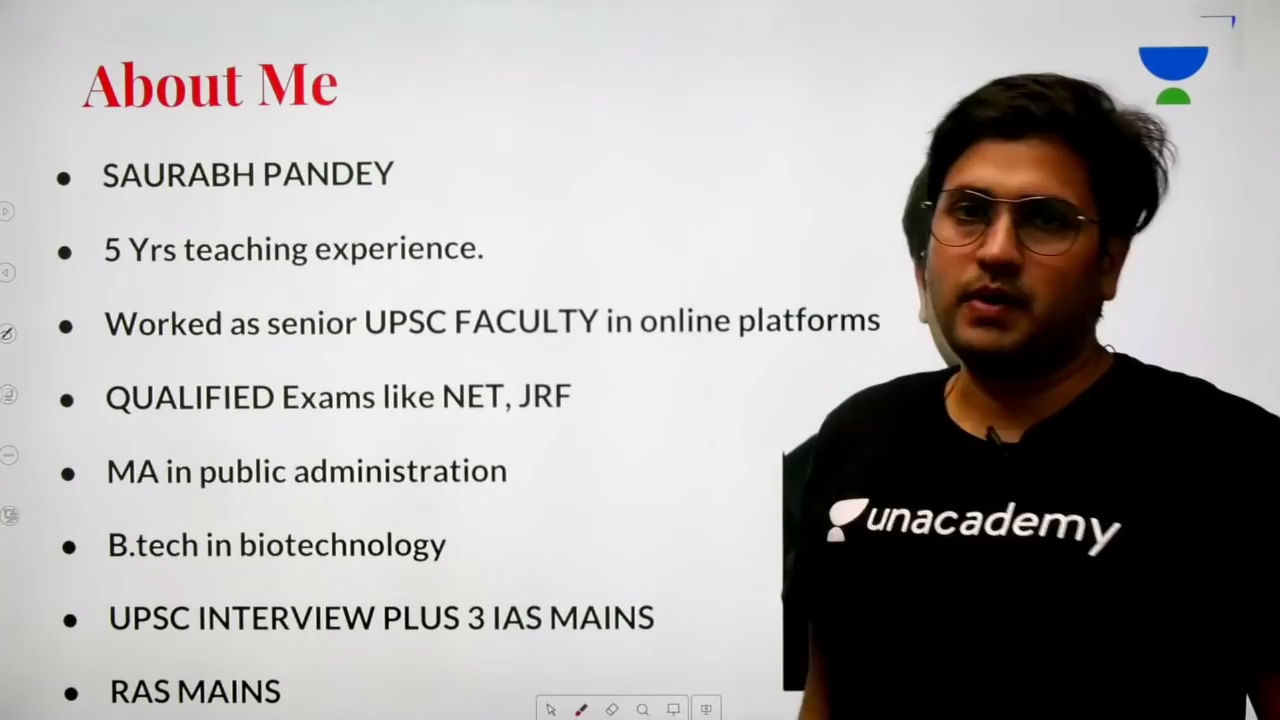 About Me
SAURABH PANDEY
5 Yrs teaching experience.
Worked as senior UPSC FACULTY in online platforms
QUALIFIED Exams like NET, JRF
MA in public administration
B.tech in biotechnology
UPSC INTERVIEW PLUS 3 IAS MAINS
RAS MAINS
unacademy